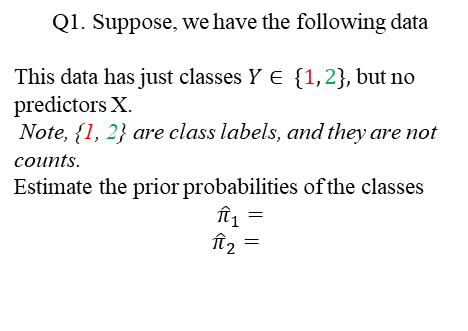 Q1. Suppose, we have the following data
This data has just classes Y ∈ {1,2}, but no
predictors X.
Note, {1, 2} are class labels, and they are not
counts.
Estimate the prior probabilities of the classes
π̂₁ =
π̂₂ =